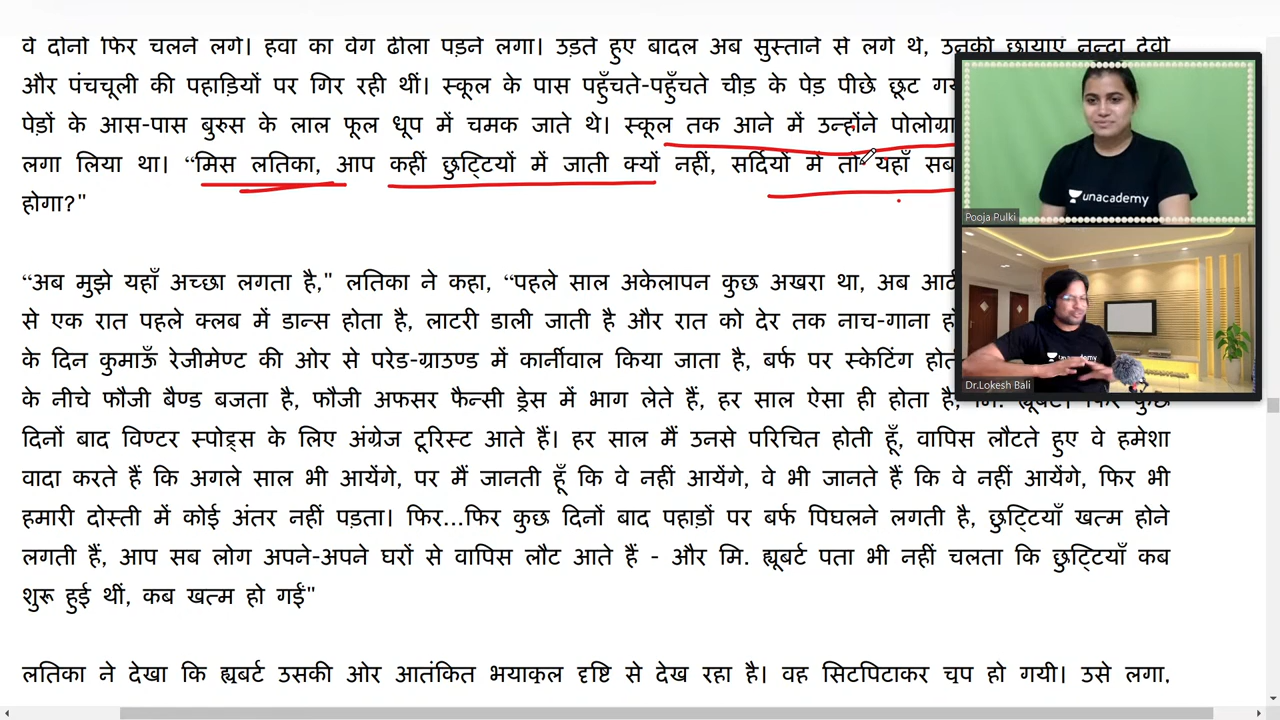 वे दोनों फिर चलने लगे। हवा का वेग ढीला पड़ने लगा। उड़ते हुए बादल अब सुस्ताने से लगे थे, उनकी छायाएँ नन्दा देवी
और पंचचूली की पहाड़ियों पर गिर रही थीं। स्कूल के पास पहुँचते-पहुँचते चीड़ के पेड़ पीछे छूट
पेड़ों के आस-पास बुरुस के लाल फूल धूप में चमक जाते थे। स्कूल तक आने में उन्होंने
लगा लिया था। “मिस लतिका, आप कहीं छुट्टियों में जाती क्यों नहीं, सर्दियों में तो यहाँ सब
होगा?"
“अब मुझे यहाँ अच्छा लगता है," लतिका ने कहा, “पहले साल अकेलापन कुछ अखरा था, अब
से एक रात पहले क्लब में डान्स होता है, लाटरी डाली जाती है और रात को देर तक नाच-गाना
के दिन कुमाऊँ रेजीमेण्ट की ओर से परेड-ग्राउण्ड में कार्नीवाल किया जाता है, बर्फ पर स्केटिंग
के नीचे फौजी बैण्ड बजता है, फौजी अफसर फैन्सी ड्रेस में भाग लेते हैं, हर साल ऐसा ही होता है, मि. ह्यूबर्ट। फिर कुछ
दिनों बाद विण्टर स्पोर्ट्स के लिए अंग्रेज टूरिस्ट आते हैं। हर साल मैं उनसे परिचित होती हूँ, वापिस लौटते हुए वे हमेशा
वादा करते हैं कि अगले साल भी आयेंगे, पर मैं जानती हूँ कि वे नहीं आयेंगे, वे भी जानते हैं कि वे नहीं आयेंगे, फिर भी
हमारी दोस्ती में कोई अंतर नहीं पड़ता। फिर...फिर कुछ दिनों बाद पहाड़ों पर बर्फ पिघलने लगती है, छुट्टियाँ खत्म होने
लगती हैं, आप सब लोग अपने-अपने घरों से वापिस लौट आते हैं - और मि. ह्यूबर्ट पता भी नहीं चलता कि छुट्टियाँ कब
शुरू हुई थीं, कब खत्म हो गईं"
लतिका ने देखा कि ह्यूबर्ट उसकी ओर आतंकित भयाकुल दृष्टि से देख रहा है। वह सिटपिटाकर चुप हो गयी। उसे लगा,
unacademy
Pooja Pulki
unacademy
Dr.Lokesh Bali